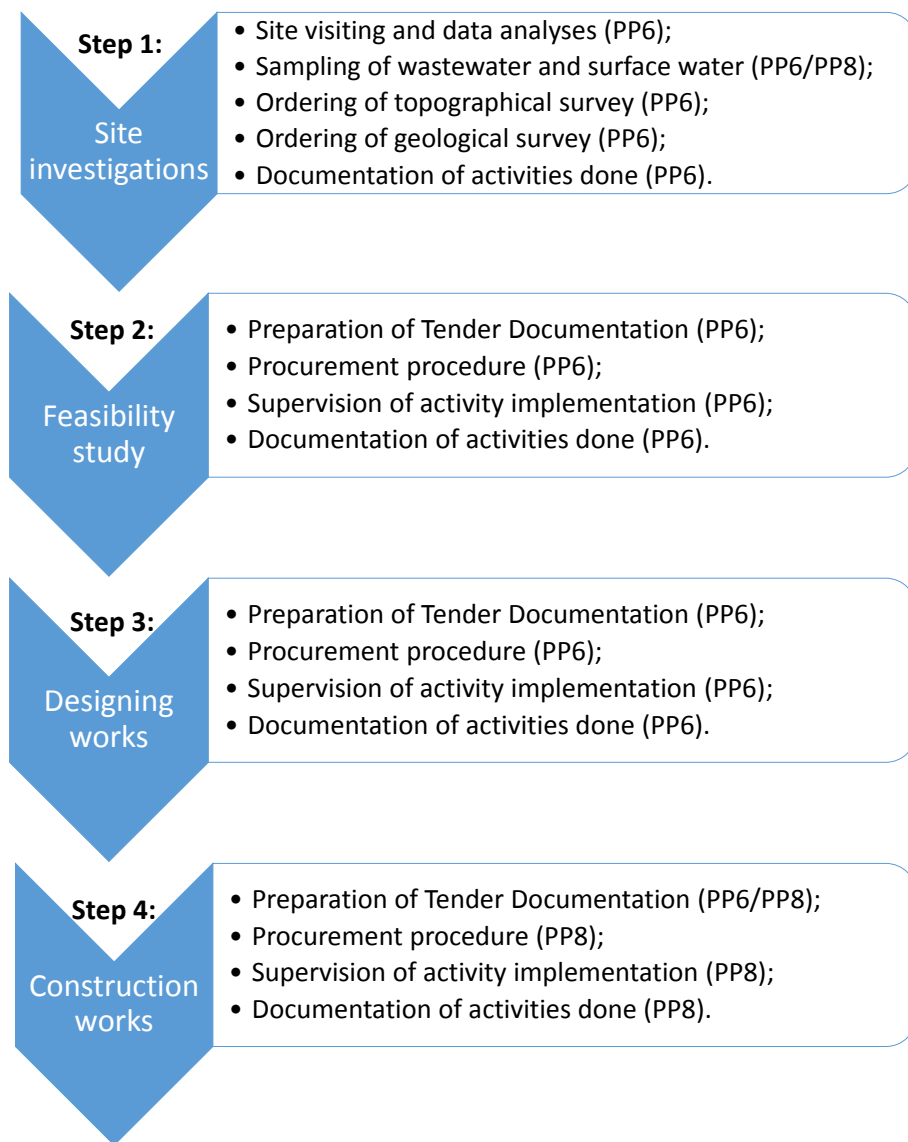 Step 1:
Site
investigations
• Site visiting and data analyses (PP6);
• Sampling of wastewater and surface water (PP6/PP8);
• Ordering of topographical survey (PP6);
• Ordering of geological survey (PP6);
• Documentation of activities done (PP6).
Step 2:
Feasibility
study
• Preparation of Tender Documentation (PP6);
• Procurement procedure (PP6);
• Supervision of activity implementation (PP6);
• Documentation of activities done (PP6).
Step 3:
Designing
works
• Preparation of Tender Documentation (PP6);
• Procurement procedure (PP6);
• Supervision of activity implementation (PP6);
• Documentation of activities done (PP6).
Step 4:
Construction
works
• Preparation of Tender Documentation (PP6/PP8);
• Procurement procedure (PP8);
• Supervision of activity implementation (PP8);
• Documentation of activities done (PP8).